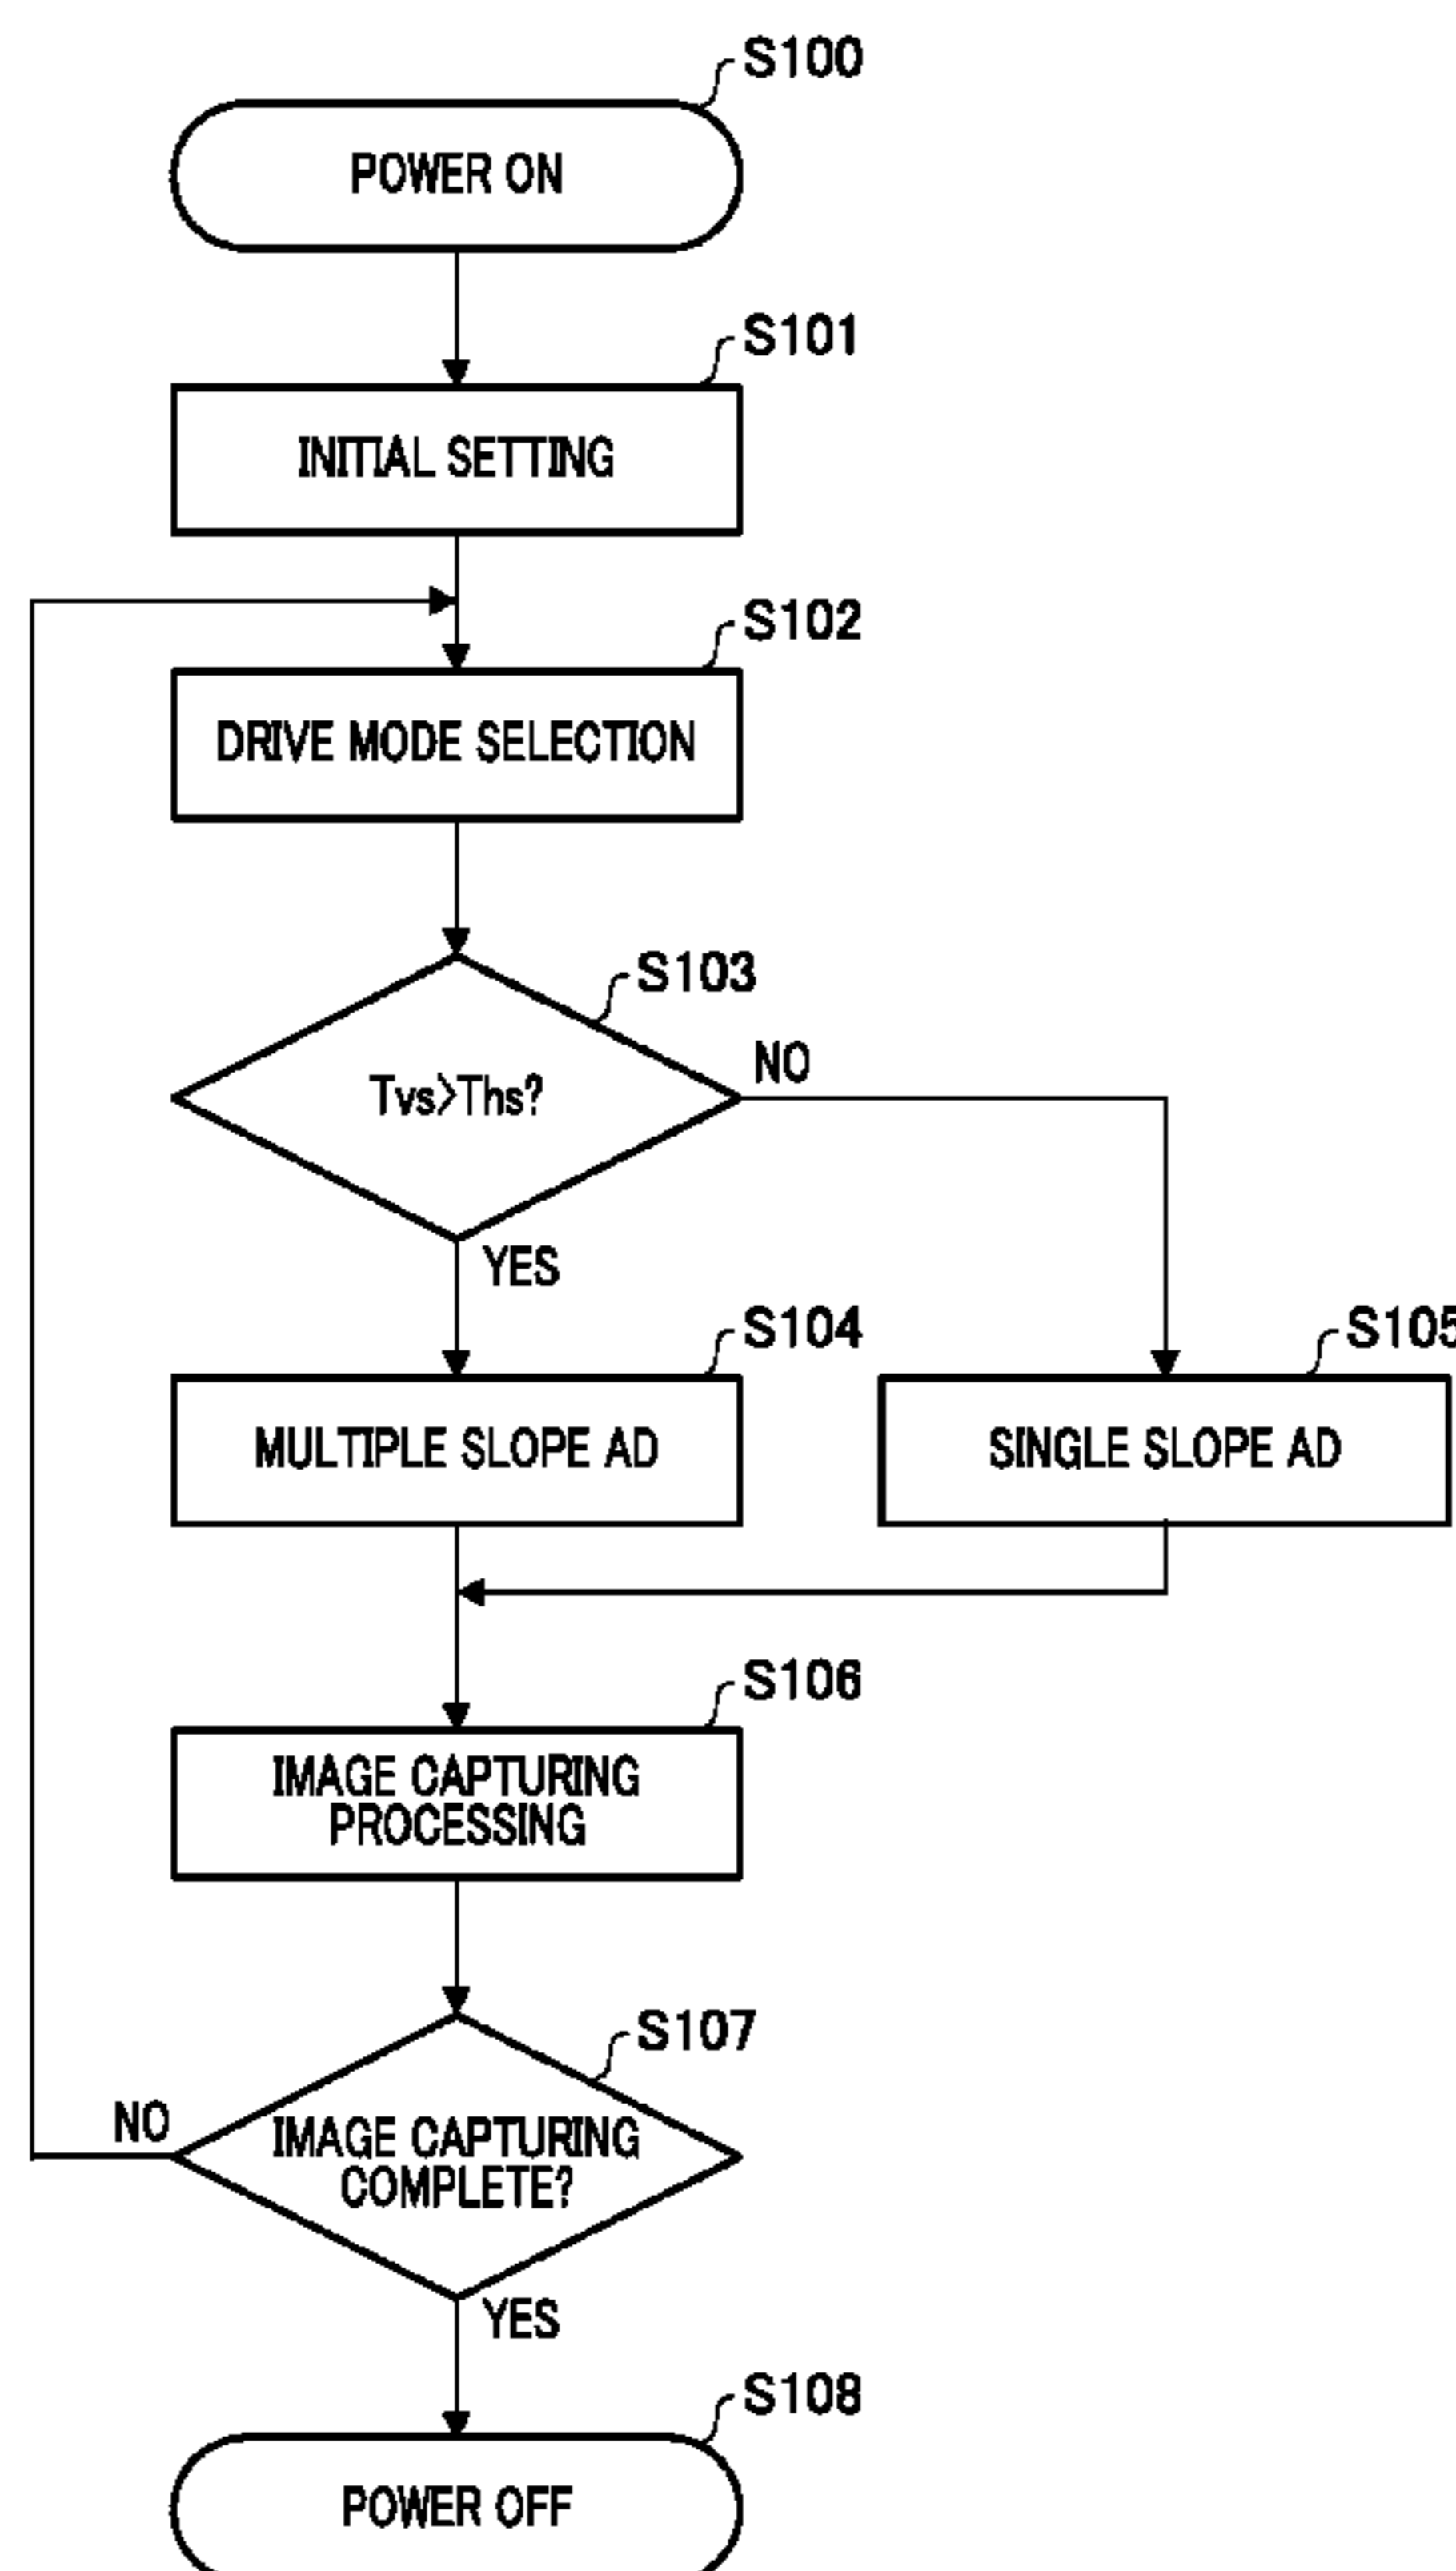 S100
POWER ON
S101
INITIAL SETTING
S102
DRIVE MODE SELECTION
S103
Tvs>Ths?
NO
YES
S104
MULTIPLE SLOPE AD
S105
SINGLE SLOPE AD
S106
IMAGE CAPTURING
PROCESSING
S107
NO
IMAGE CAPTURING
COMPLETE?
YES
S108
POWER OFF